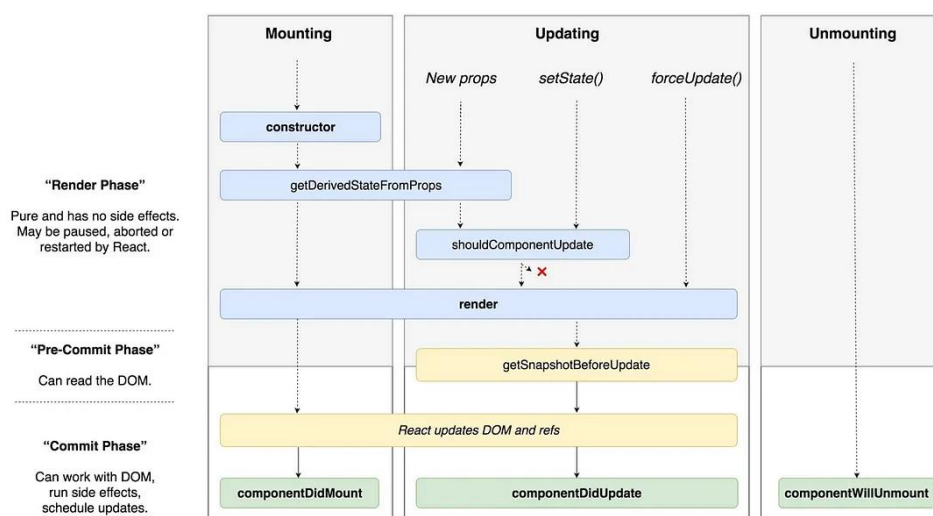 Mounting
Updating
Unmounting
New props
setState()
forceUpdate()
constructor
"Render Phase"
getDerivedStateFromProps
Pure and has no side effects.
May be paused, aborted or
restarted by React.
shouldComponentUpdate
render
"Pre-Commit Phase"
Can read the DOM.
getSnapshotBeforeUpdate
React updates DOM and refs
"Commit Phase"
Can work with DOM,
run side effects,
schedule updates.
componentDidMount
componentDidUpdate
componentWillUnmount